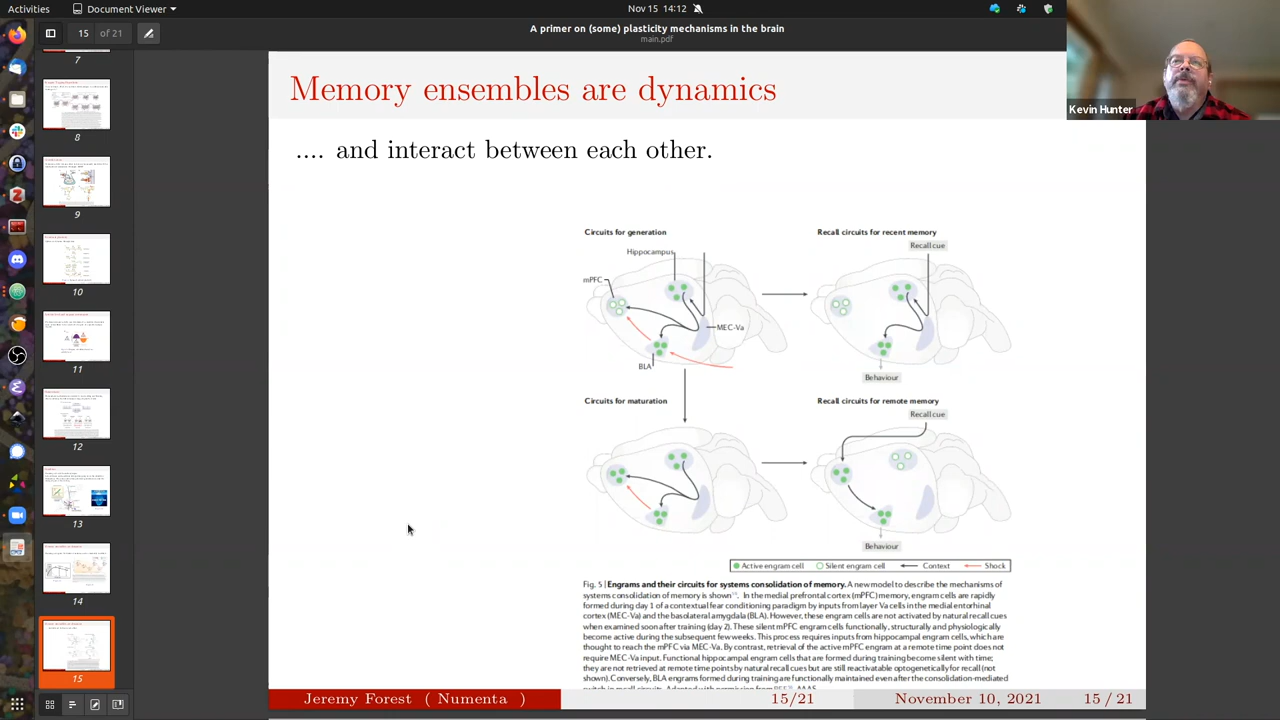 Activities
Document Viewer
Nov 15 14:12
15 of 21
A primer on (some) plasticity mechanisms in the brain
main.pdf
7
8
9
10
11
12
13
14
15
Kevin Hunter
Memory ensembles are dynamics
.... and interact between each other.
Circuits for generation
Hippocampus
mPFC
MEC-Va
BLA
Recall circuits for recent memory
Recall cue
Behaviour
Circuits for maturation
Recall circuits for remote memory
Recall cue
Behaviour
Active engram cell
Silent engram cell
Context
Shock
Fig. 5 | Engrams and their circuits for systems consolidation of memory. A new model to describe the mechanisms of
systems consolidation of memory is shown. In the medial prefrontal cortex (mPFC) memory, engram cells are rapidly
formed during day 1 of a contextual fear conditioning paradigm by inputs from layer Va cells in the medial entorhinal
cortex (MEC-Va) and the basolateral amygdala (BLA). However, these engram cells are not activated by natural recall cues
when examined soon after training (day 2). These silent mPFC engram cells functionally, structurally and physiologically
become active during the subsequent few weeks. This process requires inputs from hippocampal engram cells, which are
thought to reach the mPFC via MEC-Va. By contrast, retrieval of the active mPFC engram at a remote time point does not
require MEC-Va input. Functional hippocampal engram cells that are formed during training become silent with time;
they are not retrieved at remote time points by natural recall cues but are still reactivatable optogenetically for recall (not
shown). Conversely, BLA engrams formed during training are functionally maintained even after the consolidation-mediated
switch in recall circuits. Adapted with permission from
Jeremy Forest ( Numenta )
15/21
November 10, 2021
15 / 21